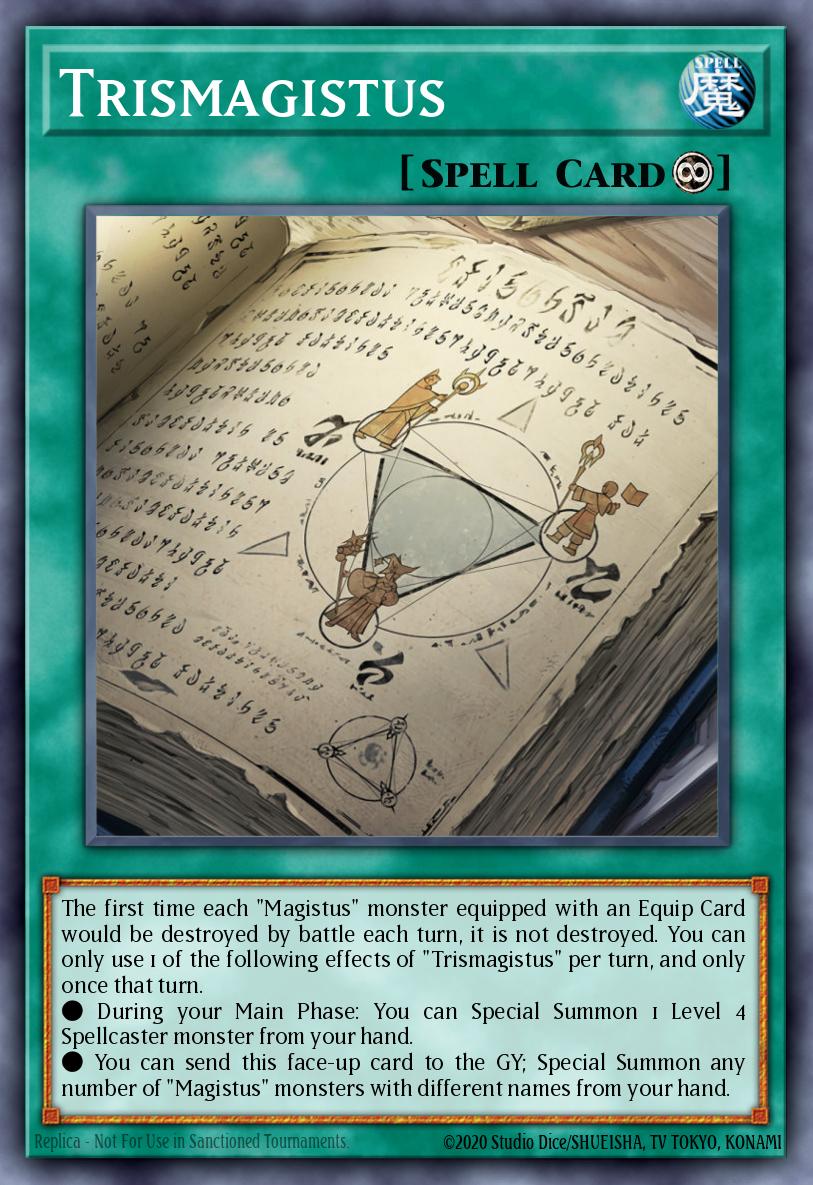 TRISMAGISTUS
SPELL
魔
[SPELL CARD]
The first time each "Magistus" monster equipped with an Equip Card
would be destroyed by battle each turn, it is not destroyed. You can
only use 1 of the following effects of "Trismagistus" per turn, and only
once that turn.
● During your Main Phase: You can Special Summon 1 Level 4
Spellcaster monster from your hand.
● You can send this face-up card to the GY; Special Summon any
number of "Magistus" monsters with different names from your hand.
Replica - Not For Use in Sanctioned Tournaments.
©2020 Studio Dice/SHUEISHA, TV TOKYO, KONAMI